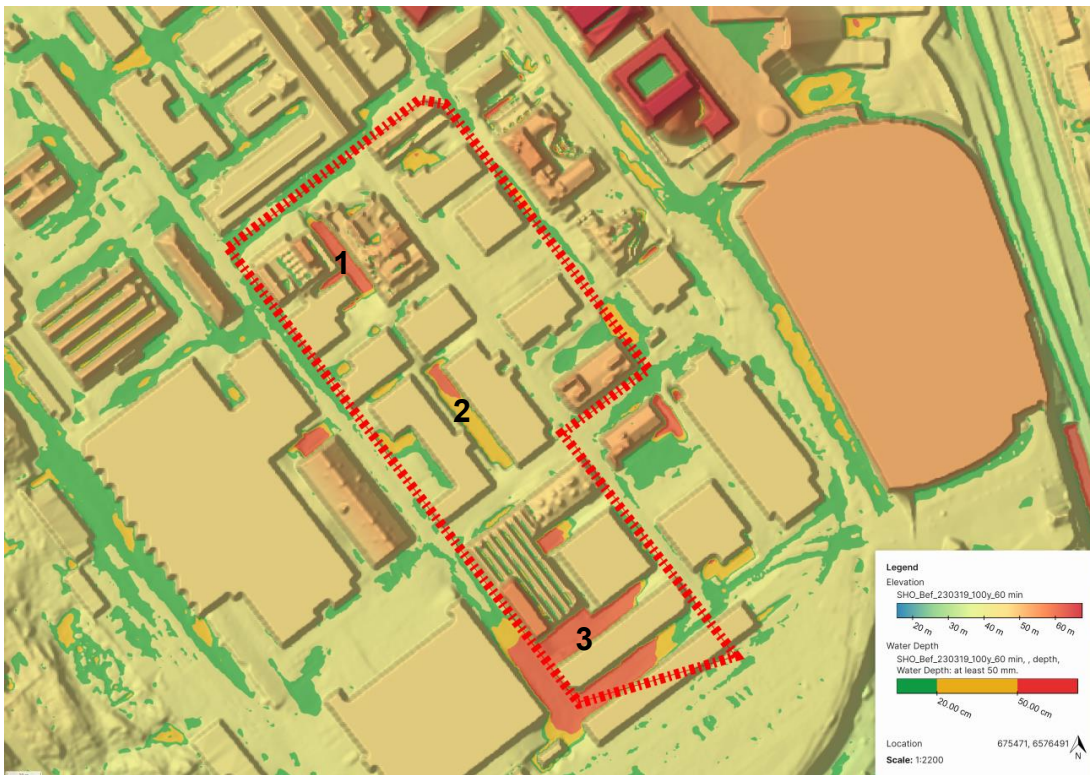 1
2
3
Legend
Elevation
SHO_Bef_230319_100y_60 min
20 m 30 m 40 m 50 m 60 m
Water Depth
SHO_Bef_230319_100y_60 min, , depth,
Water Depth: at least 50 mm.
20.00 cm 50.00 cm
Location 675471, 6576491
Scale: 1:2200
N